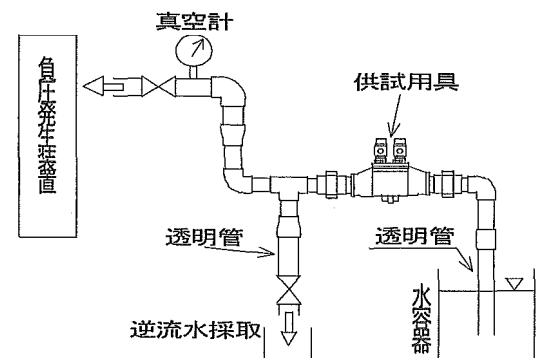 真空計
負圧発生装置
供試用具
透明管
透明管
水容器
逆流水採取